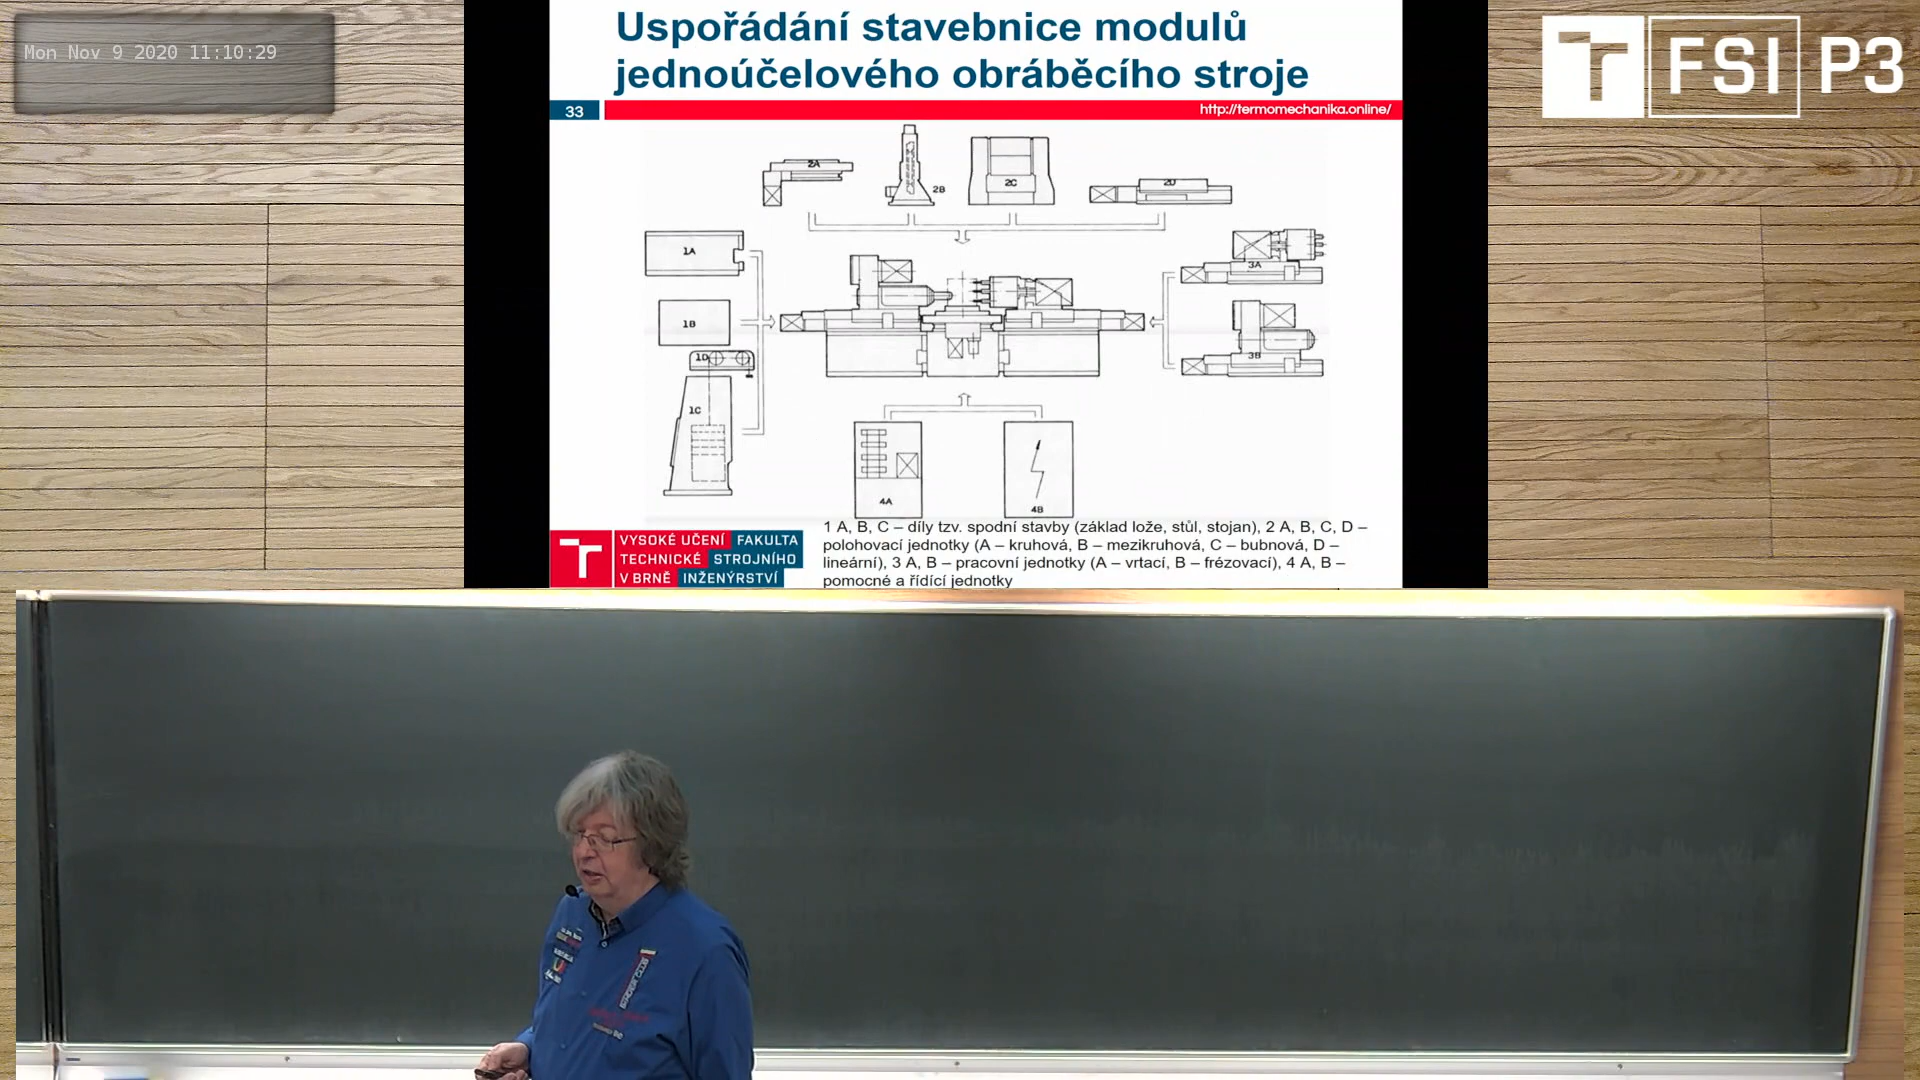 Mon Nov 9 2020 11:10:29
Uspořádání stavebnice modulů
jednoúčelového obráběcího stroje
33
http://termomechanika.online/
FSI P3
2A
2B
2C
2D
1A
1B
1D
1C
3A
3B
4A
4B
1 A, B, C – díly tzv. spodní stavby (základ lože, stůl, stojan), 2 A, B, C, D –
polohovací jednotky (A – kruhová, B – mezikruhová, C – bubnová, D –
lineární), 3 A, B – pracovní jednotky (A – vrtací, B – frézovací), 4 A, B –
pomocné a řídící jednotky
VYSOKÉ UČENÍ FAKULTA
TECHNICKÉ STROJNÍHO
V BRNĚ INŽENÝRSTVÍ